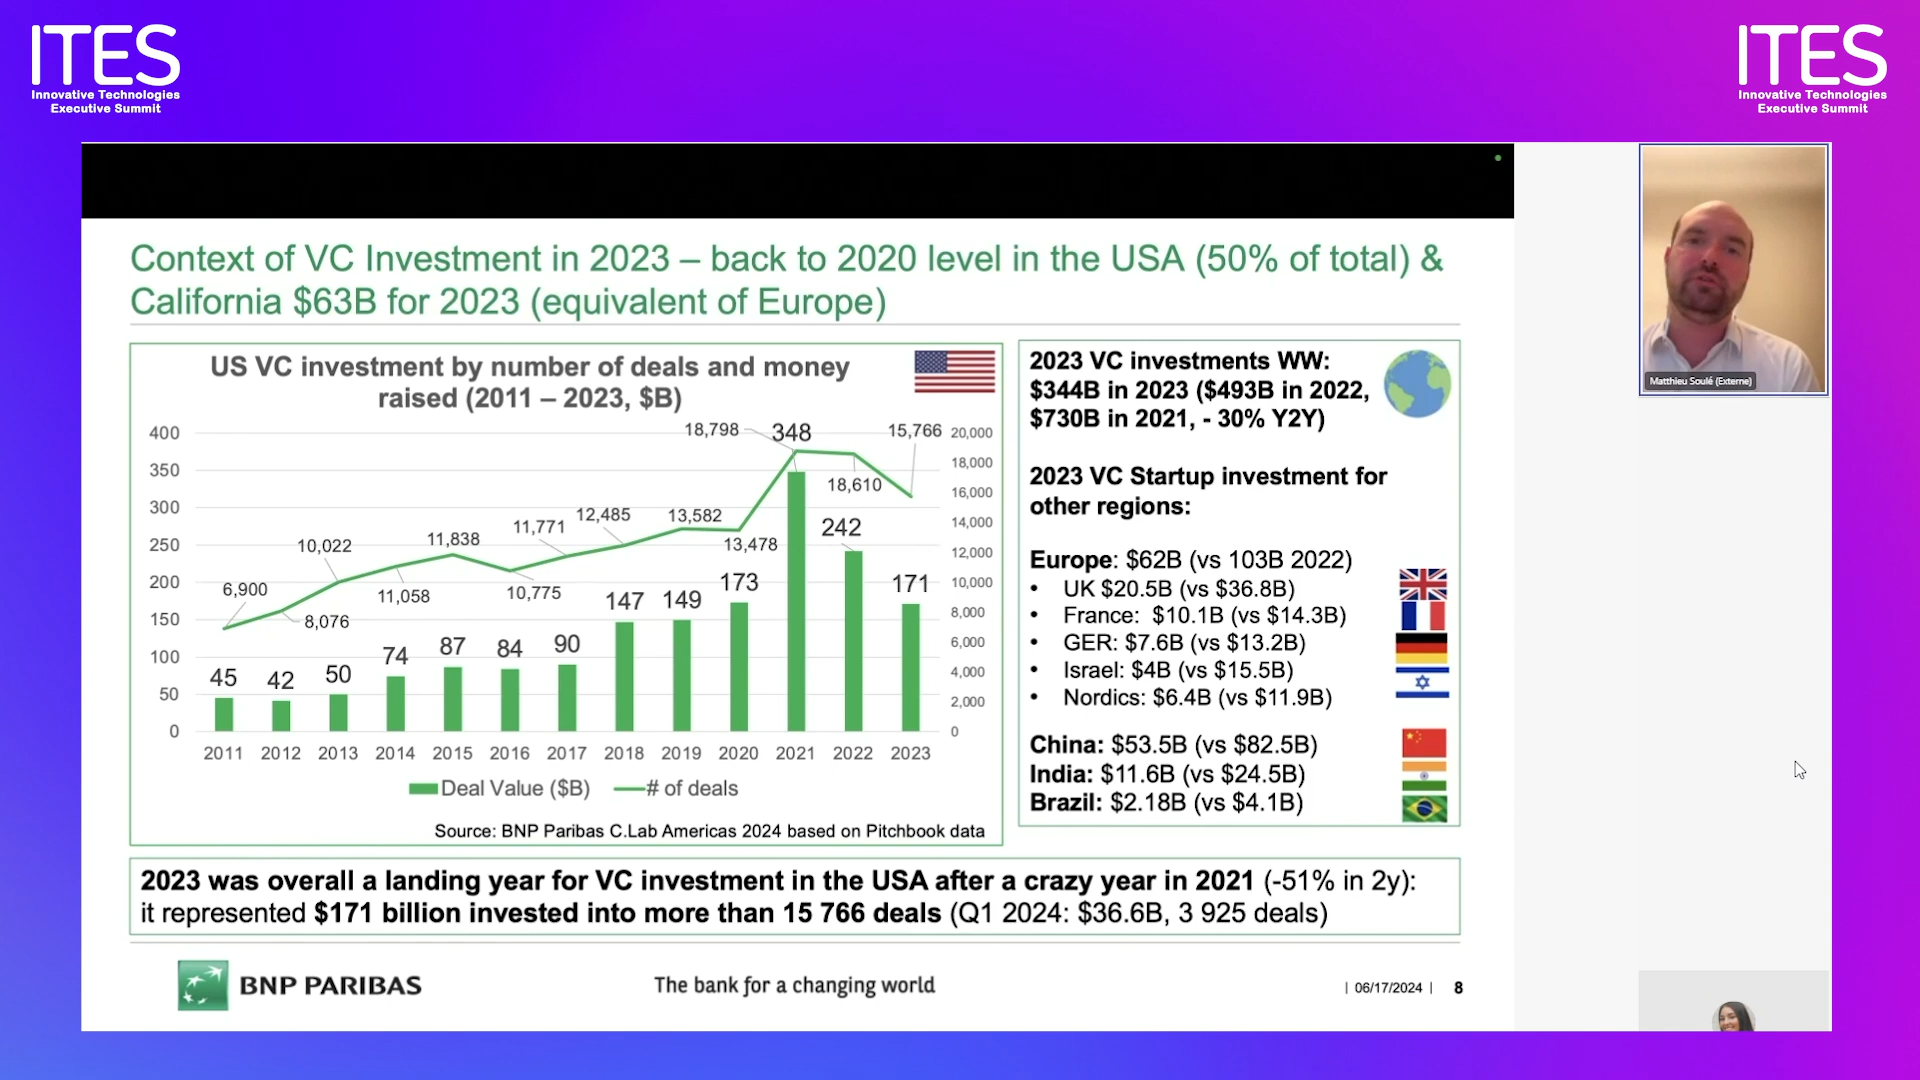 ITES
Innovative Technologies
Executive Summit
ITES
Innovative Technologies
Executive Summit
Context of VC Investment in 2023 – back to 2020 level in the USA (50% of total) &
California $63B for 2023 (equivalent of Europe)
US VC investment by number of deals and money
raised (2011 – 2023, $B)
400
350
300
250
200
150
100
50
0
20,000
18,000
16,000
14,000
12,000
10,000
8,000
6,000
4,000
2,000
0
6,900
8,076
10,022
11,058
11,838
10,775
11,771
12,485
13,582
13,478
18,798
18,610
15,766
45
42
50
74
87
84
90
147
149
173
348
242
171
2011 2012 2013 2014 2015 2016 2017 2018 2019 2020 2021 2022 2023
Deal Value ($B) # of deals
Source: BNP Paribas C.Lab Americas 2024 based on Pitchbook data
2023 VC investments WW:
$344B in 2023 ($493B in 2022,
$730B in 2021, - 30% Y2Y)
2023 VC Startup investment for
other regions:
Europe: $62B (vs 103B 2022)
• UK $20.5B (vs $36.8B)
• France: $10.1B (vs $14.3B)
• GER: $7.6B (vs $13.2B)
• Israel: $4B (vs $15.5B)
• Nordics: $6.4B (vs $11.9B)
China: $53.5B (vs $82.5B)
India: $11.6B (vs $24.5B)
Brazil: $2.18B (vs $4.1B)
2023 was overall a landing year for VC investment in the USA after a crazy year in 2021 (-51% in 2y):
it represented $171 billion invested into more than 15 766 deals (Q1 2024: $36.6B, 3 925 deals)
BNP PARIBAS
The bank for a changing world
| 06/17/2024 | 8
Matthieu Soulé (Externe)